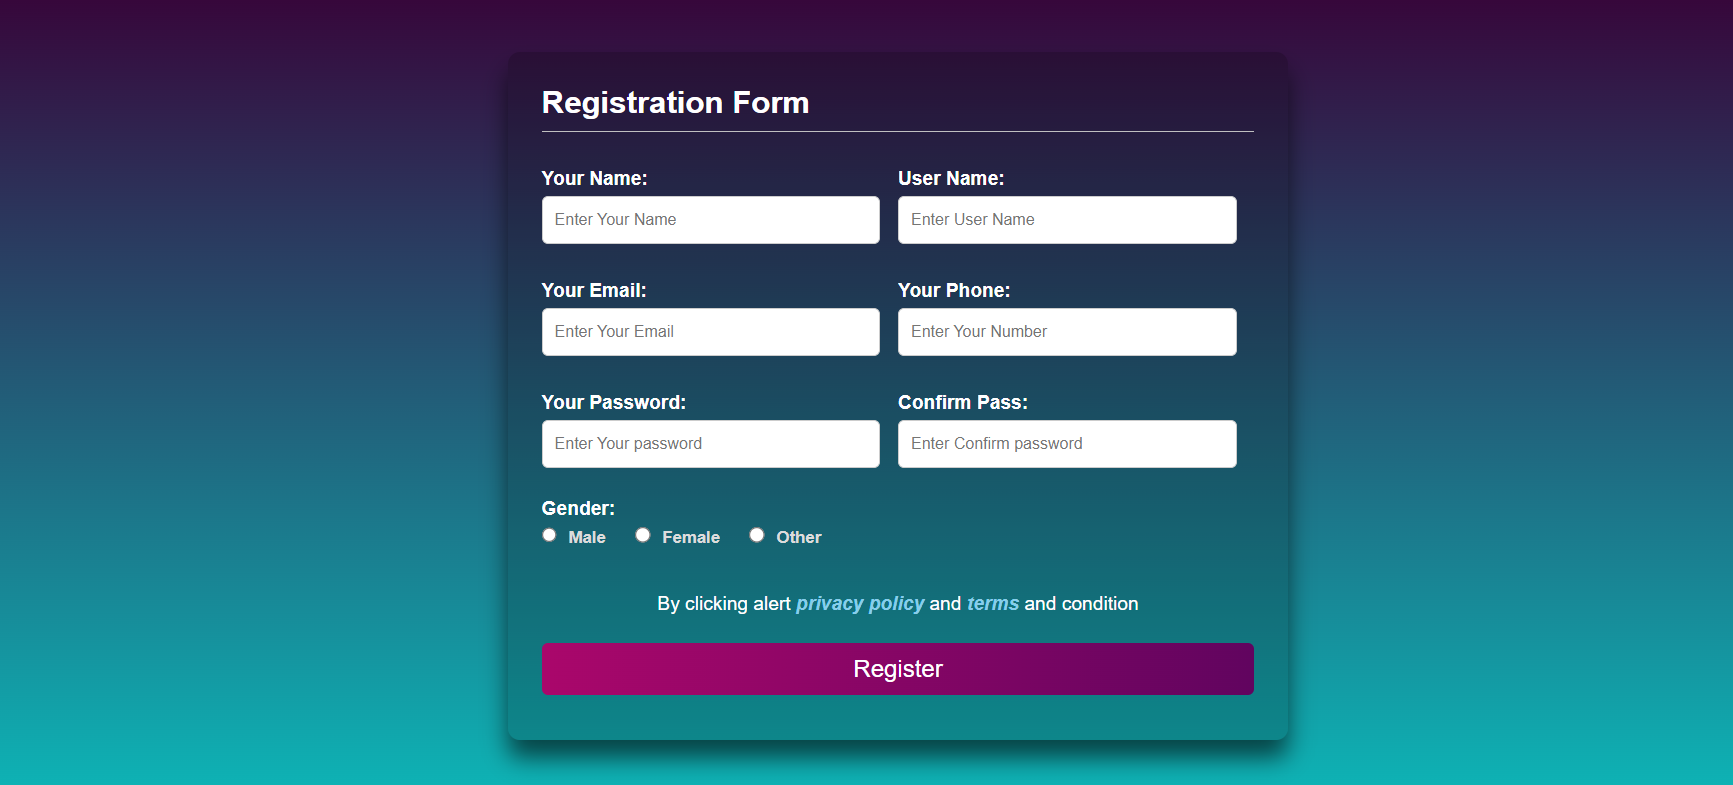 Registration Form
Your Name: User Name:
Enter Your Name Enter User Name
Your Email: Your Phone:
Enter Your Email Enter Your Number
Your Password: Confirm Pass:
Enter Your password Enter Confirm password
Gender:
Male Female Other
By clicking alert privacy policy and terms and condition
Register